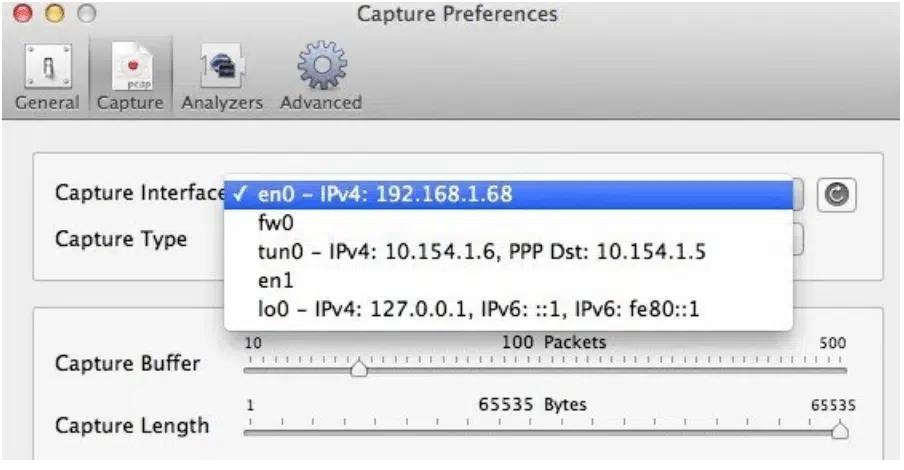 Capture Preferences
General Capture Analyzers Advanced
pcap
Capture Interface ✓ en0 – IPv4: 192.168.1.68
fw0
Capture Type
tun0 – IPv4: 10.154.1.6, PPP Dst: 10.154.1.5
en1
lo0 – IPv4: 127.0.0.1, IPv6: ::1, IPv6: fe80::1
10 100 Packets 500
Capture Buffer
1 65535 Bytes 65535
Capture Length